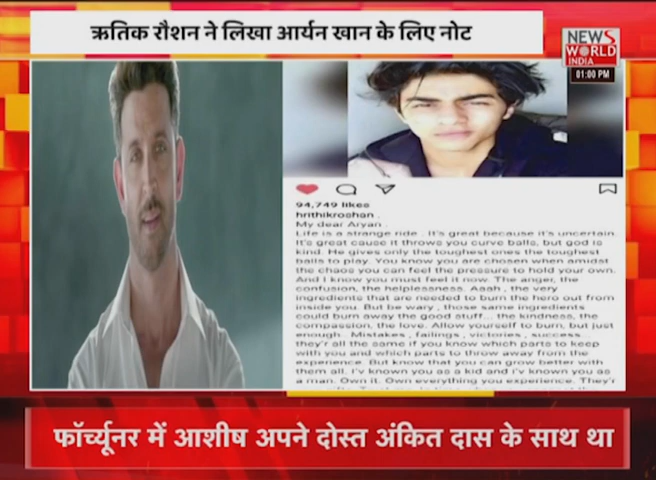 ऋतिक रौशन ने लिखा आर्यन खान के लिए नोट
NEWS
WORLD
INDIA
01:00 PM
94,749 likes
hrithikroshan .
My dear Aryan .
Life is a strange ride . It's great because it's uncertain.
It's great cause it throws you curve balls, but god is
kind. He gives only the toughest ones the toughest
balls to play. You know you are chosen when amidst
the chaos you can feel the pressure to hold your own.
And I know you must feel it now. The anger, the
confusion, the helplessness. Aaah , the very
ingredients that are needed to burn the hero out from
inside you. But be wary , those same ingredients
could burn away the good stuff... the kindness, the
compassion, the love. Allow yourself to burn, but just
enough . Mistakes , failings , victories , success ...
they'r all the same if you know which parts to keep
with you and which parts to throw away from the
experience. But know that you can grow better with
them all. I'v known you as a kid and i'v known you as
a man. Own it. Own everything you experience. They'r
फॉर्च्यूनर में आशीष अपने दोस्त अंकित दास के साथ था